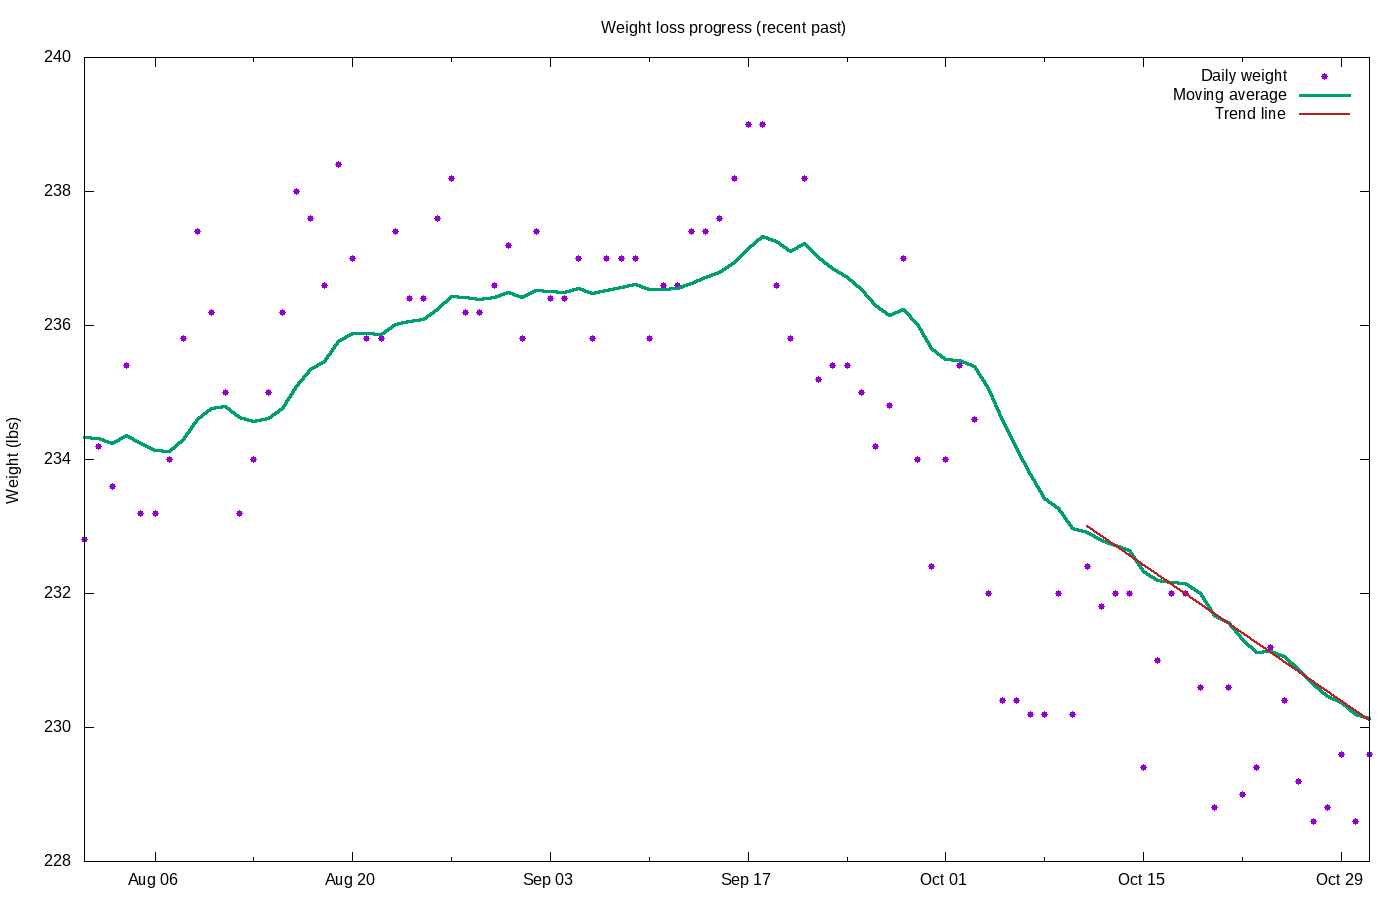 Weight loss progress (recent past)
240
238
236
234
232
230
228
Weight (lbs)
Daily weight
Moving average
Trend line
Aug 06
Aug 20
Sep 03
Sep 17
Oct 01
Oct 15
Oct 29